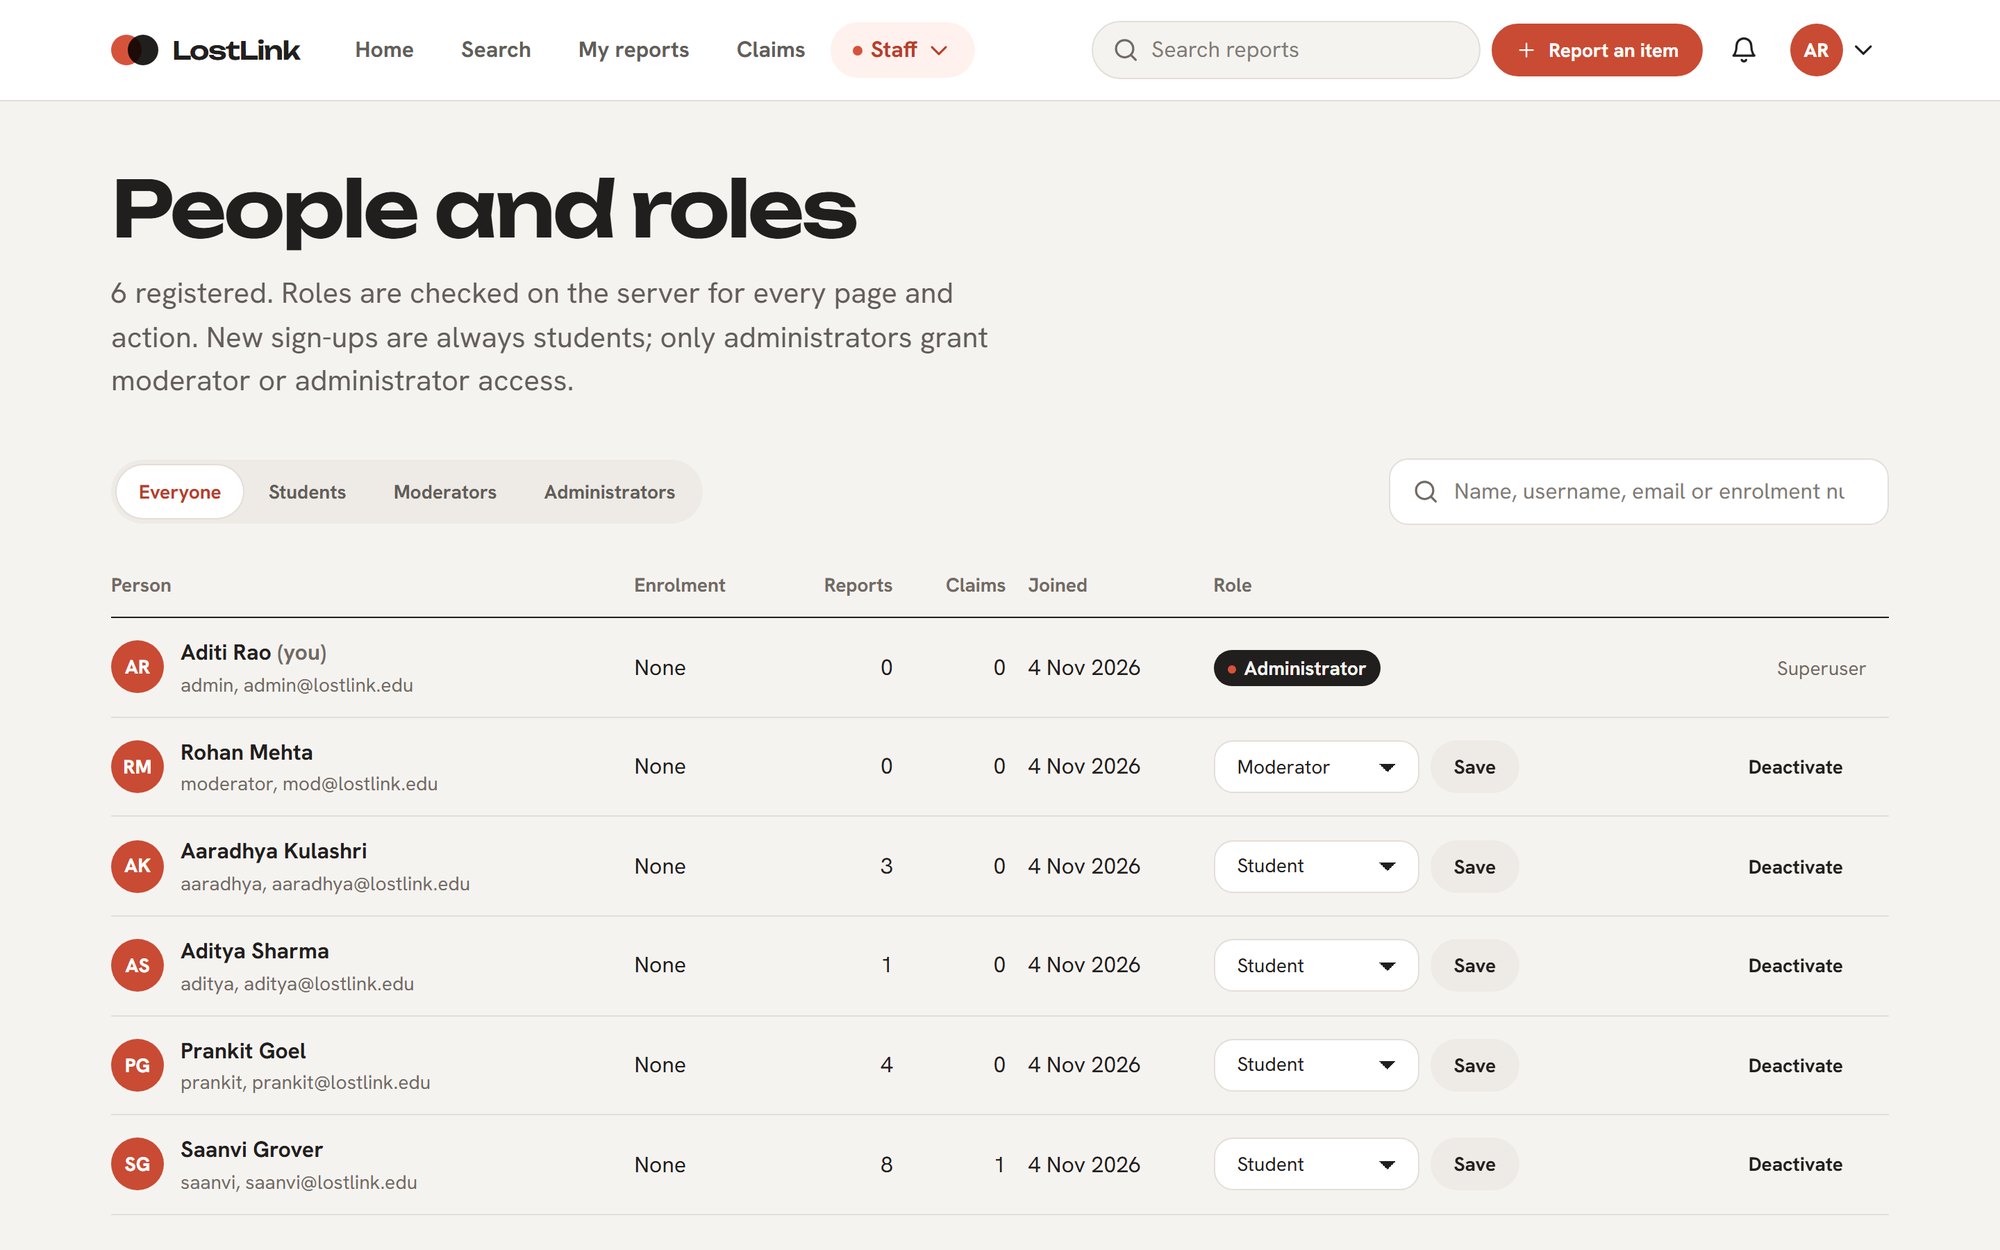 LostLink Home Search My reports Claims Staff Search reports + Report an item AR
People and roles
6 registered. Roles are checked on the server for every page and
action. New sign-ups are always students; only administrators grant
moderator or administrator access.
Everyone Students Moderators Administrators Name, username, email or enrolment nu
Person Enrolment Reports Claims Joined Role
AR Aditi Rao (you) None 0 0 4 Nov 2026 Administrator Superuser
admin, admin@lostlink.edu
RM Rohan Mehta None 0 0 4 Nov 2026 Moderator Save Deactivate
moderator, mod@lostlink.edu
AK Aaradhya Kulashri None 3 0 4 Nov 2026 Student Save Deactivate
aaradhya, aaradhya@lostlink.edu
AS Aditya Sharma None 1 0 4 Nov 2026 Student Save Deactivate
aditya, aditya@lostlink.edu
PG Prankit Goel None 4 0 4 Nov 2026 Student Save Deactivate
prankit, prankit@lostlink.edu
SG Saanvi Grover None 8 1 4 Nov 2026 Student Save Deactivate
saanvi, saanvi@lostlink.edu